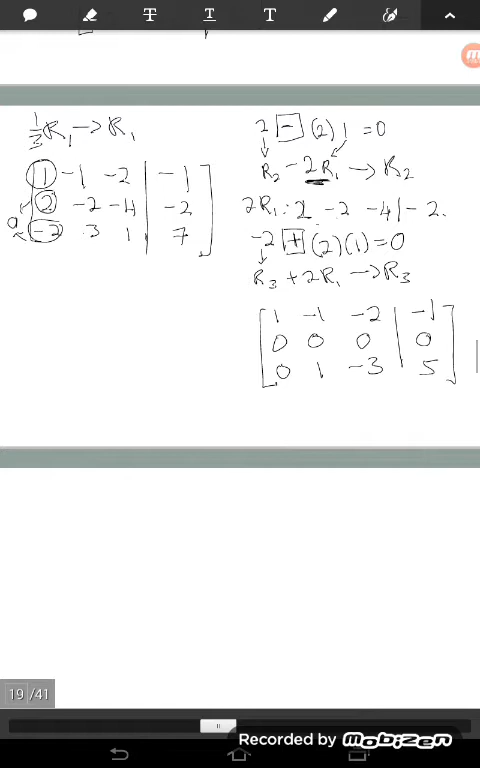 1/3 R₁ → R₁
1 -1 -2 | -1
2 -2 -4 | -2
-2 3 1 | 7
0
2 - (2) 1 = 0
R₂ - 2R₁ → R₂
2R₁: 2 -2 -4 | -2.
-2 + (2)(1) = 0
R₃ + 2R₁ → R₃
1 -1 -2 | -1
0 0 0 | 0
0 1 -3 | 5
19 /41
Recorded by mobizen